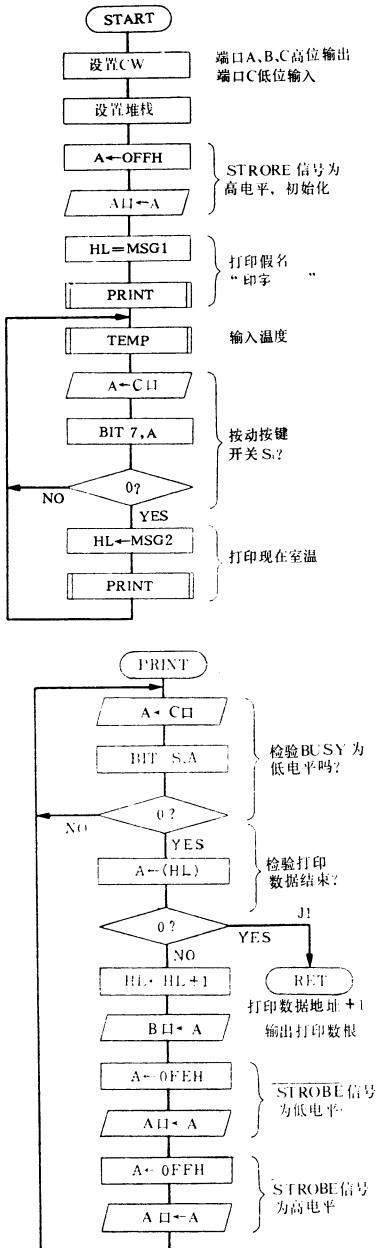 START
设置CW
端口A、B、C高位输出
端口C低位输入
设置堆栈
A←OFFH
A口←A
STRORE 信号为
高电平，初始化
HL=MSG1
PRINT
打印假名
“印字 ”
TEMP
输入温度
A←C口
BIT 7,A
0?
NO
YES
按动按键
开关S₁?
HL←MSG2
PRINT
打印现在室温
PRINT
A←C口
BIT S,A
0?
NO
YES
检验BUSY为
低电平吗?
A←(HL)
检验打印
数据结束?
0?
YES
J1
NO
RET
HL←HL+1
打印数据地址+1
B口←A
输出打印数根
A←0FEH
A口←A
STROBE信号
为低电平
A←0FFH
A口←A
STROBE信号
为高电平